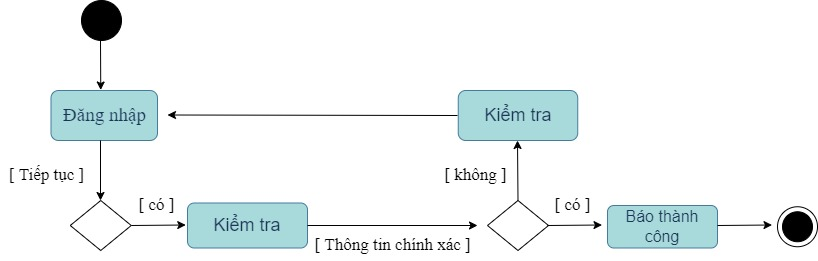 Đăng nhập
Kiểm tra
[ Tiếp tục ]
[ không ]
[ có ]
Kiểm tra
[ Thông tin chính xác ]
[ có ]
Báo thành
công